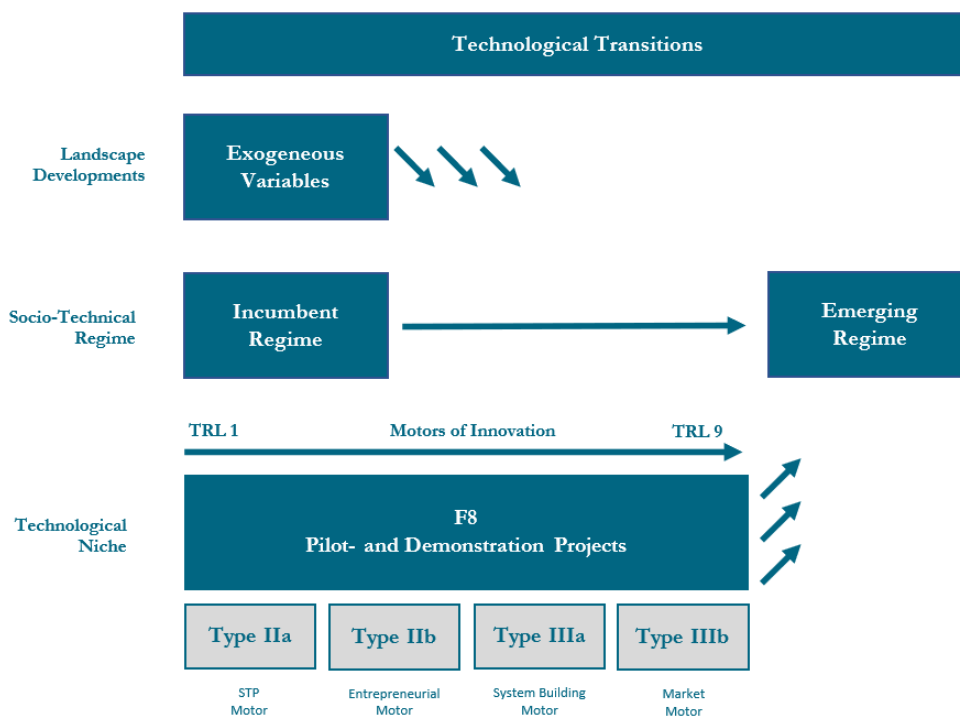 Technological Transitions
Landscape
Developments
Exogeneous
Variables
Socio-Technical
Regime
Incumbent
Regime
Emerging
Regime
TRL 1
Motors of Innovation
TRL 9
Technological
Niche
F8
Pilot- and Demonstration Projects
Type IIa
Type IIb
Type IIIa
Type IIIb
STP
Motor
Entrepreneurial
Motor
System Building
Motor
Market
Motor